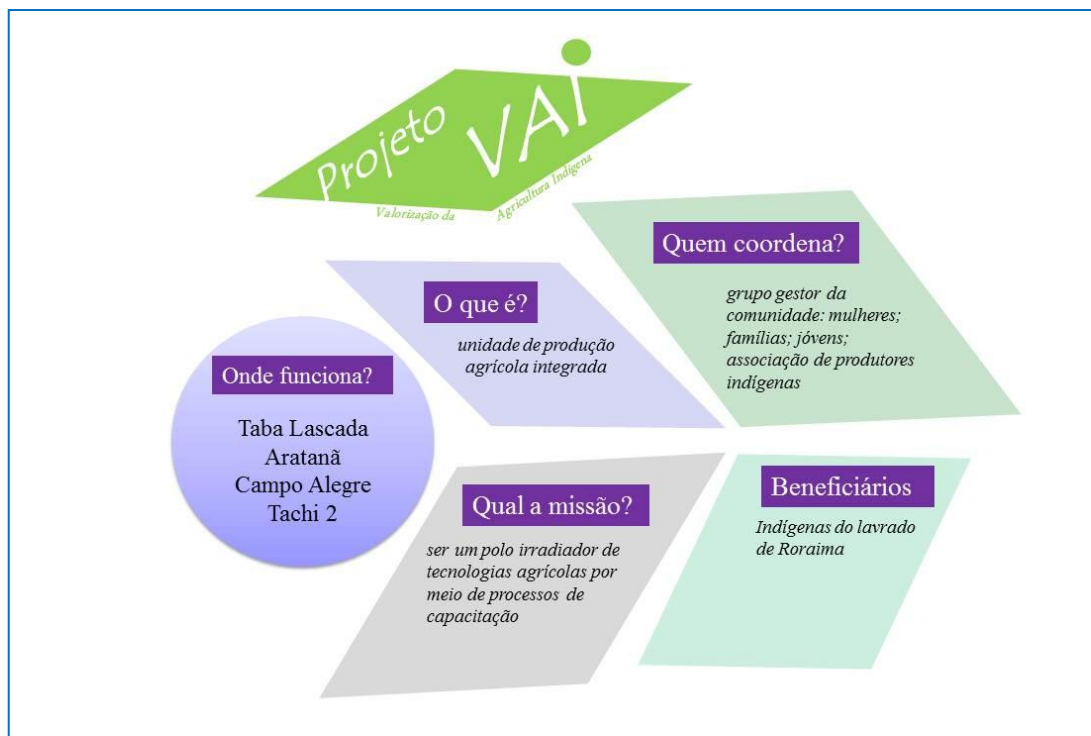 Projeto VAi
Valorização da Agricultura Indígena
Quem coordena?
grupo gestor da
comunidade: mulheres;
famílias; jóvens;
associação de produtores
indígenas
O que é?
unidade de produção
agrícola integrada
Onde funciona?
Taba Lascada
Aratanã
Campo Alegre
Tachi 2
Qual a missão?
ser um polo irradiador de
tecnologias agrícolas por
meio de processos de
capacitação
Beneficiários
Indígenas do lavrado
de Roraima